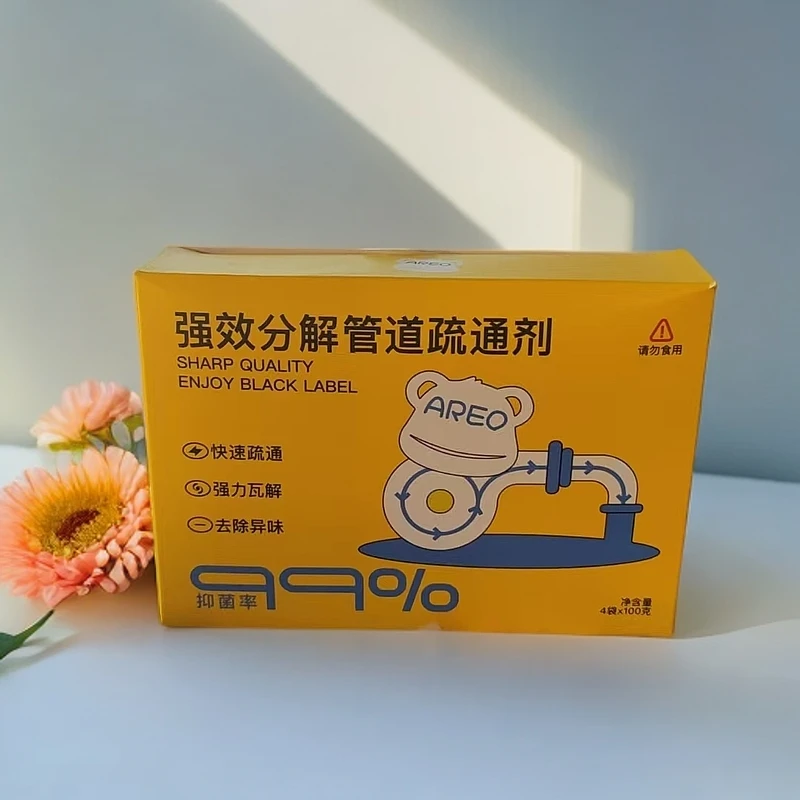 AREO
强效分解管道疏通剂
SHARP QUALITY
ENJOY BLACK LABEL
请勿食用
AREO
快速疏通
强力瓦解
去除异味
99%
抑菌率
净含量
4袋x100克